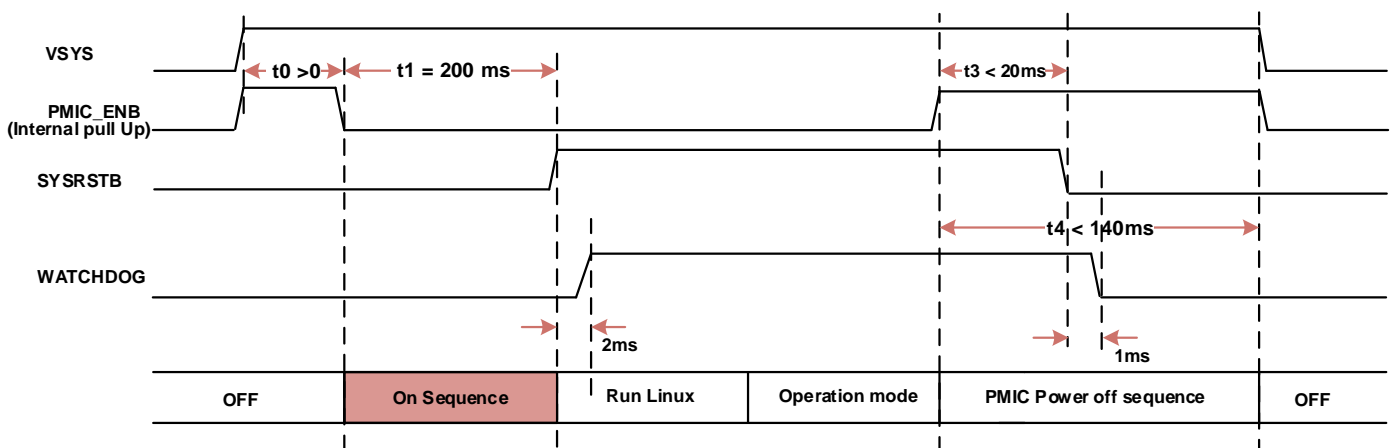 VSYS
t0 >0
t1 = 200 ms
t3 < 20ms
PMIC_ENB
(Internal pull Up)
SYSRSTB
t4 < 140ms
WATCHDOG
2ms
1ms
OFF
On Sequence
Run Linux
Operation mode
PMIC Power off sequence
OFF